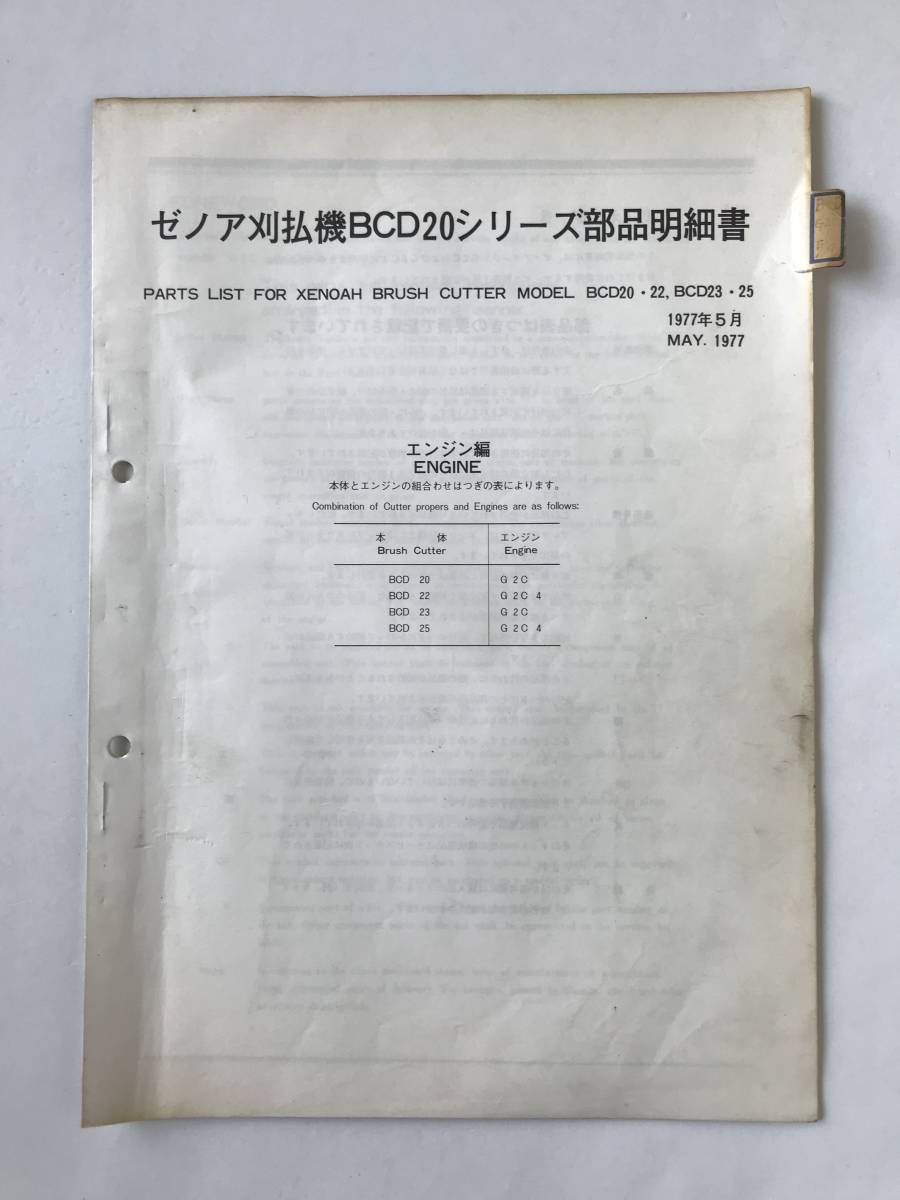 ゼノア刈払機BCD20シリーズ部品明細書
PARTS LIST FOR XENOAH BRUSH CUTTER MODEL BCD20・22, BCD23・25
1977年5月
MAY. 1977
エンジン編
ENGINE
本体とエンジンの組合わせはつぎの表によります。
Combination of Cutter propers and Engines are as follows:
本 体 エンジン
Brush Cutter Engine
BCD 20 G 2 C
BCD 22 G 2 C 4
BCD 23 G 2 C
BCD 25 G 2 C 4